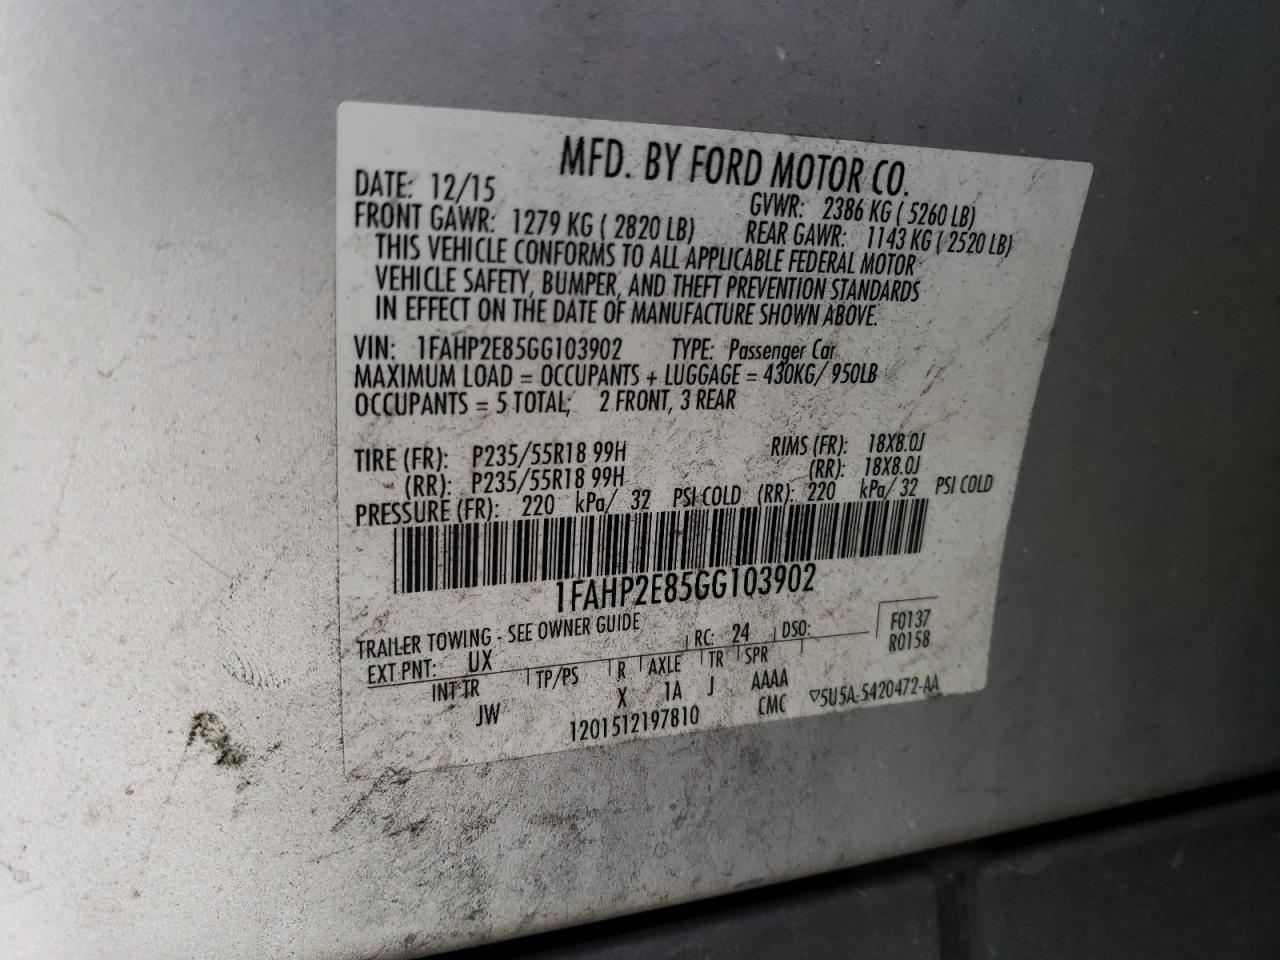 MFD. BY FORD MOTOR CO.
DATE: 12/15 GVWR: 2386 KG ( 5260 LB)
FRONT GAWR: 1279 KG ( 2820 LB) REAR GAWR: 1143 KG ( 2520 LB)
THIS VEHICLE CONFORMS TO ALL APPLICABLE FEDERAL MOTOR
VEHICLE SAFETY, BUMPER, AND THEFT PREVENTION STANDARDS
IN EFFECT ON THE DATE OF MANUFACTURE SHOWN ABOVE.
VIN: 1FAHP2E85GG103902 TYPE: Passenger Car
MAXIMUM LOAD = OCCUPANTS + LUGGAGE = 430KG/ 950LB
OCCUPANTS = 5 TOTAL; 2 FRONT, 3 REAR
TIRE (FR): P235/55R18 99H RIMS (FR): 18X8.0J
(RR): P235/55R18 99H (RR): 18X8.0J
PRESSURE (FR): 220 kPa/ 32 PSI COLD (RR): 220 kPa/ 32 PSI COLD
1FAHP2E85GG103902
TRAILER TOWING - SEE OWNER GUIDE
EXT PNT: UX RC: 24 DSO: F0137
R0158
INT TR TP/PS R AXLE TR SPR
JW X 1A J AAAA
1201512197810 CMC ▽5U5A-5420472-AA